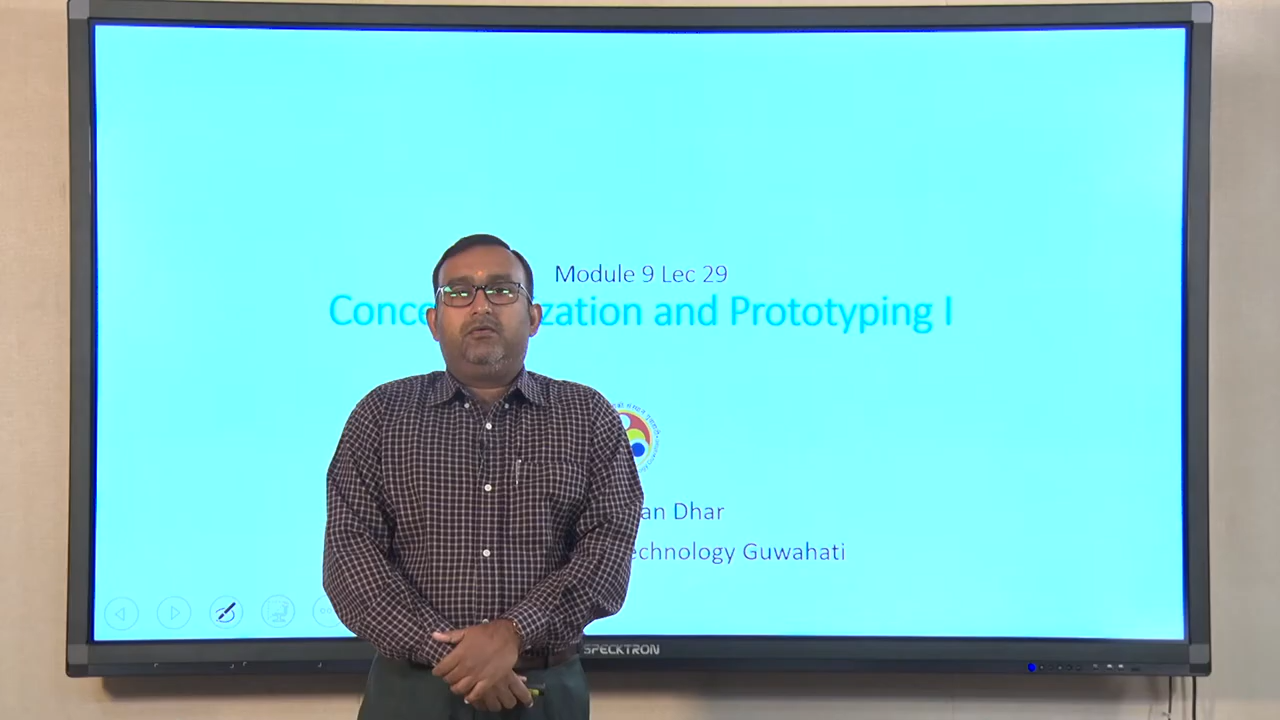 Module 9 Lec 29
Conce zation and Prototyping I
an Dhar
echnology Guwahati
SPECKTRON